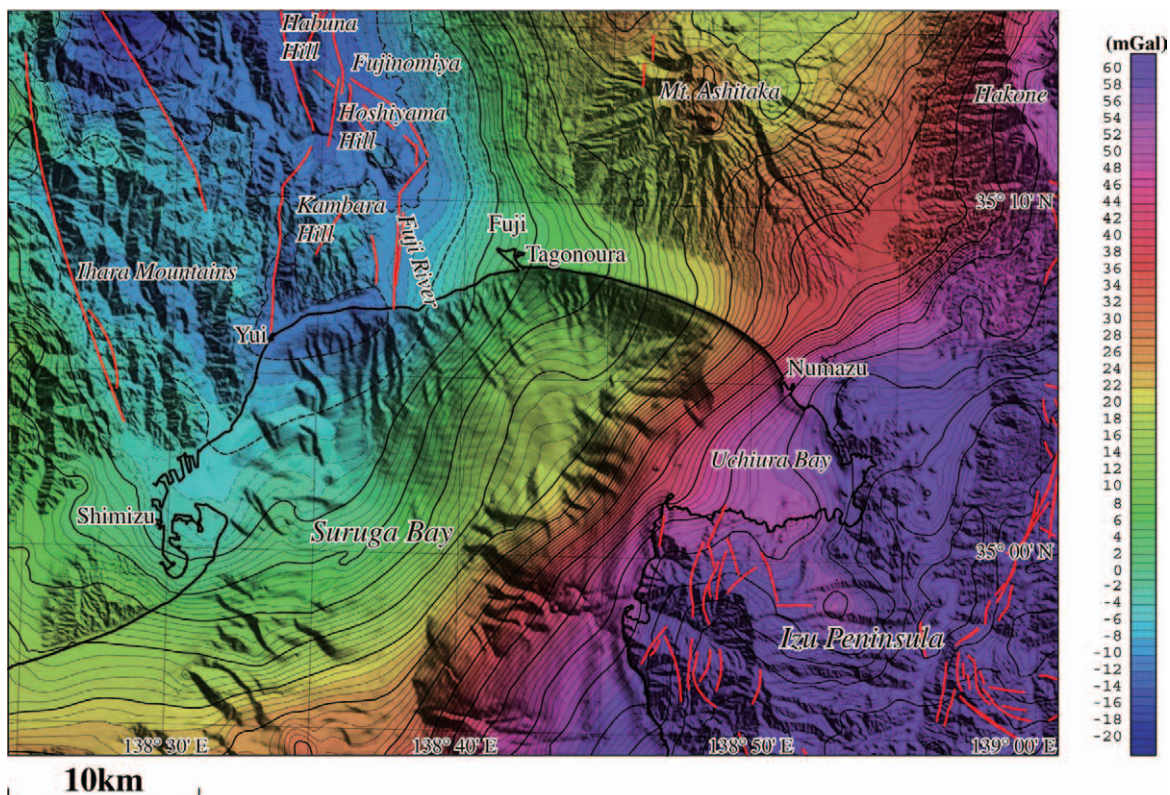 Habuna
Hill
Fujinomiya
Hoshiyama
Hill
Mt. Ashitaka
Hakone
(mGal)
35° 10' N
Kambara
Hill
Fuji River
Fuji
Tagonoura
Ihara Mountains
Yui
Numazu
Uchiura Bay
Shimizu
Suruga Bay
35° 00' N
Izu Peninsula
138° 30' E
138° 40' E
138° 50' E
139° 00' E
10km
60
58
56
54
52
50
48
46
44
42
40
38
36
34
32
30
28
26
24
22
20
18
16
14
12
10
8
6
4
2
0
-2
-4
-6
-8
-10
-12
-14
-16
-18
-20